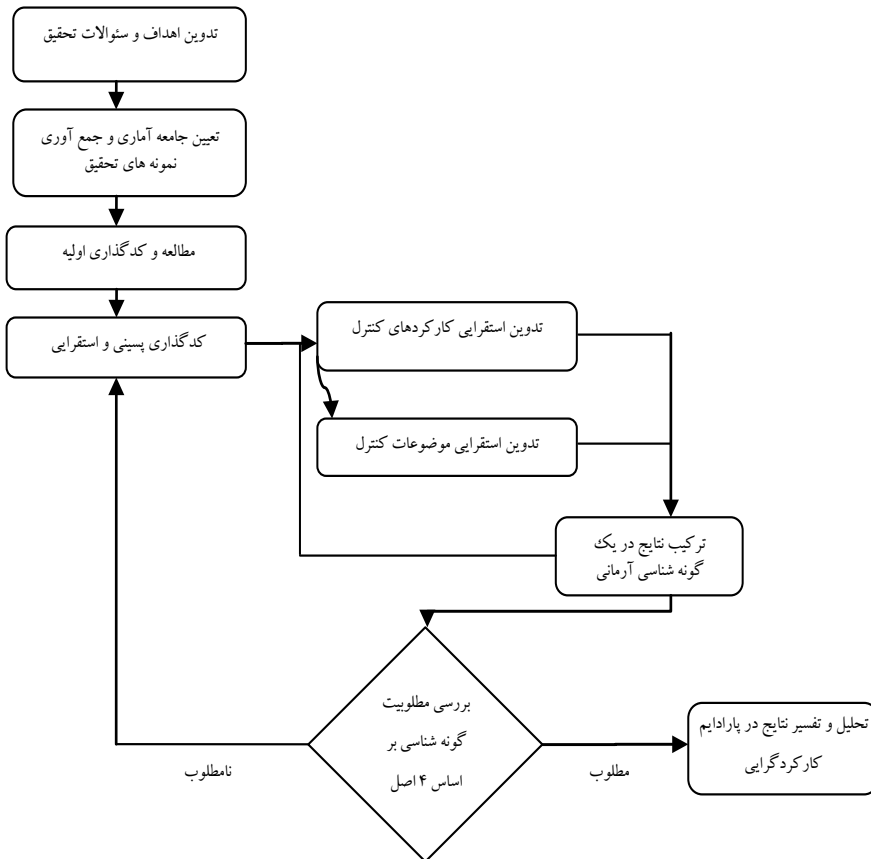 تدوین اهداف و سئوالات تحقیق
تعیین جامعه آماری و جمع آوری
نمونه های تحقیق
مطالعه و کدگذاری اولیه
کدگذاری پسینی و استقرایی
تدوین استقرایی کارکردهای کنترل
تدوین استقرایی موضوعات کنترل
ترکیب نتایج در یک
گونه شناسی آرمانی
بررسی مطلوبیت
گونه شناسی بر
اساس ۴ اصل
نامطلوب
مطلوب
تحلیل و تفسیر نتایج در پارادایم
کارکردگرایی